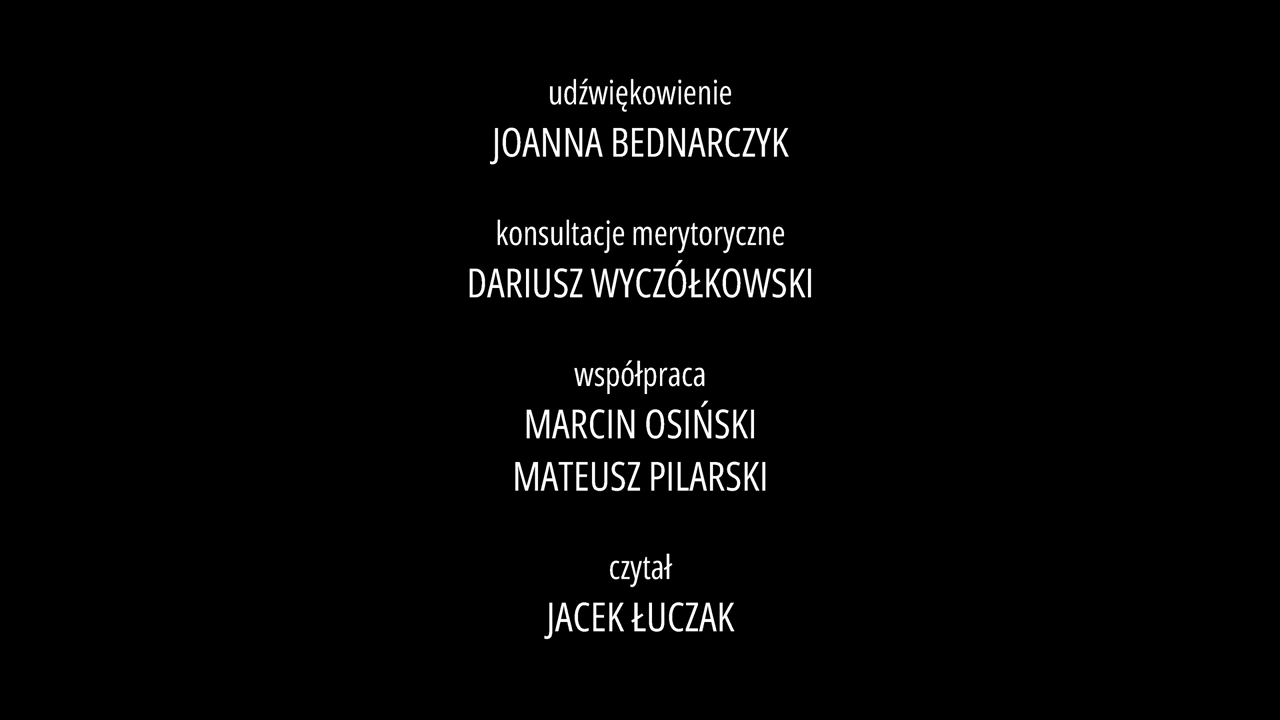 udźwiękowienie
JOANNA BEDNARCZYK
konsultacje merytoryczne
DARIUSZ WYCZÓŁKOWSKI
współpraca
MARCIN OSIŃSKI
MATEUSZ PILARSKI
czytał
JACEK ŁUCZAK